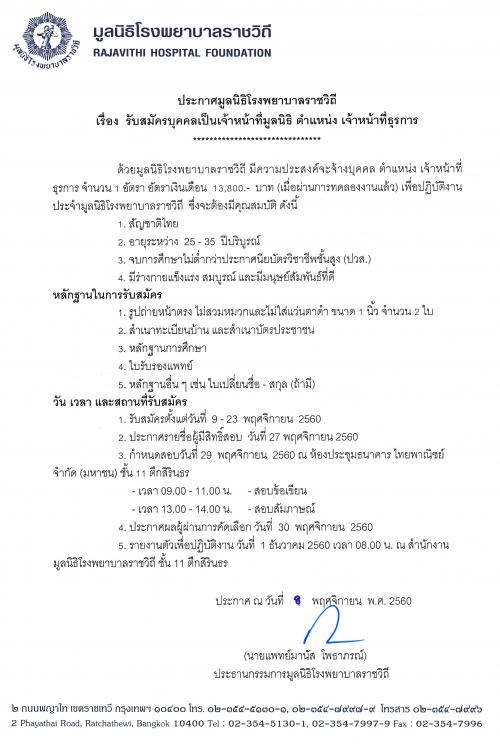 มูลนิธิโรงพยาบาลราชวิถี
RAJAVITHI HOSPITAL FOUNDATION
ประกาศมูลนิธิโรงพยาบาลราชวิถี
เรื่อง รับสมัครบุคคลเป็นเจ้าหน้าที่มูลนิธิ ตำแหน่ง เจ้าหน้าที่ธุรการ
*******************************
ด้วยมูลนิธิโรงพยาบาลราชวิถี มีความประสงค์จะจ้างบุคคล ตำแหน่ง เจ้าหน้าที่
ธุรการ จำนวน 1 อัตรา อัตราเงินเดือน 13,800.- บาท (เมื่อผ่านการทดลองงานแล้ว) เพื่อปฏิบัติงาน
ประจำมูลนิธิโรงพยาบาลราชวิถี ซึ่งจะต้องมีคุณสมบัติ ดังนี้
1. สัญชาติไทย
2. อายุระหว่าง 25 - 35 ปีบริบูรณ์
3. จบการศึกษาไม่ต่ำกว่าประกาศนียบัตรวิชาชีพชั้นสูง (ปวส.)
4. มีร่างกายแข็งแรง สมบูรณ์ และมีมนุษย์สัมพันธ์ที่ดี
หลักฐานในการรับสมัคร
1. รูปถ่ายหน้าตรง ไม่สวมหมวกและไม่ใส่แว่นตาดำ ขนาด 1 นิ้ว จำนวน 2 ใบ
2. สำเนาทะเบียนบ้าน และสำเนาบัตรประชาชน
3. หลักฐานการศึกษา
4. ใบรับรองแพทย์
5. หลักฐานอื่น ๆ เช่น ใบเปลี่ยนชื่อ - สกุล (ถ้ามี)
วัน เวลา และสถานที่รับสมัคร
1. รับสมัครตั้งแต่วันที่ 9 - 23 พฤศจิกายน 2560
2. ประกาศรายชื่อผู้มีสิทธิ์สอบ วันที่ 27 พฤศจิกายน 2560
3. กำหนดสอบวันที่ 29 พฤศจิกายน 2560 ณ ห้องประชุมธนาคาร ไทยพาณิชย์
จำกัด (มหาชน) ชั้น 11 ตึกสิรินธร
- เวลา 09.00 - 11.00 น. - สอบข้อเขียน
- เวลา 13.00 - 14.00 น. - สอบสัมภาษณ์
4. ประกาศผลผู้ผ่านการคัดเลือก วันที่ 30 พฤศจิกายน 2560
5. รายงานตัวเพื่อปฏิบัติงาน วันที่ 1 ธันวาคม 2560 เวลา 08.00 น. ณ สำนักงาน
มูลนิธิโรงพยาบาลราชวิถี ชั้น 11 ตึกสิรินธร
ประกาศ ณ วันที่ พฤศจิกายน พ.ศ. 2560
(นายแพทย์มานัส โพธาภรณ์)
ประธานกรรมการมูลนิธิโรงพยาบาลราชวิถี
๒ ถนนพญาไท เขตราชเทวี กรุงเทพฯ ๑๐๔๐๐ โทร. ๐๒-๓๕๔-๕๑๓๐-๑, ๐๒-๓๕๔-๗๙๙๗-๙ โทรสาร ๐๒-๓๕๔-๗๙๙๖
2 Phayathai Road, Ratchathewi, Bangkok 10400 Tel : 02-354-5130-1, 02-354-7997-9 Fax : 02-354-7996